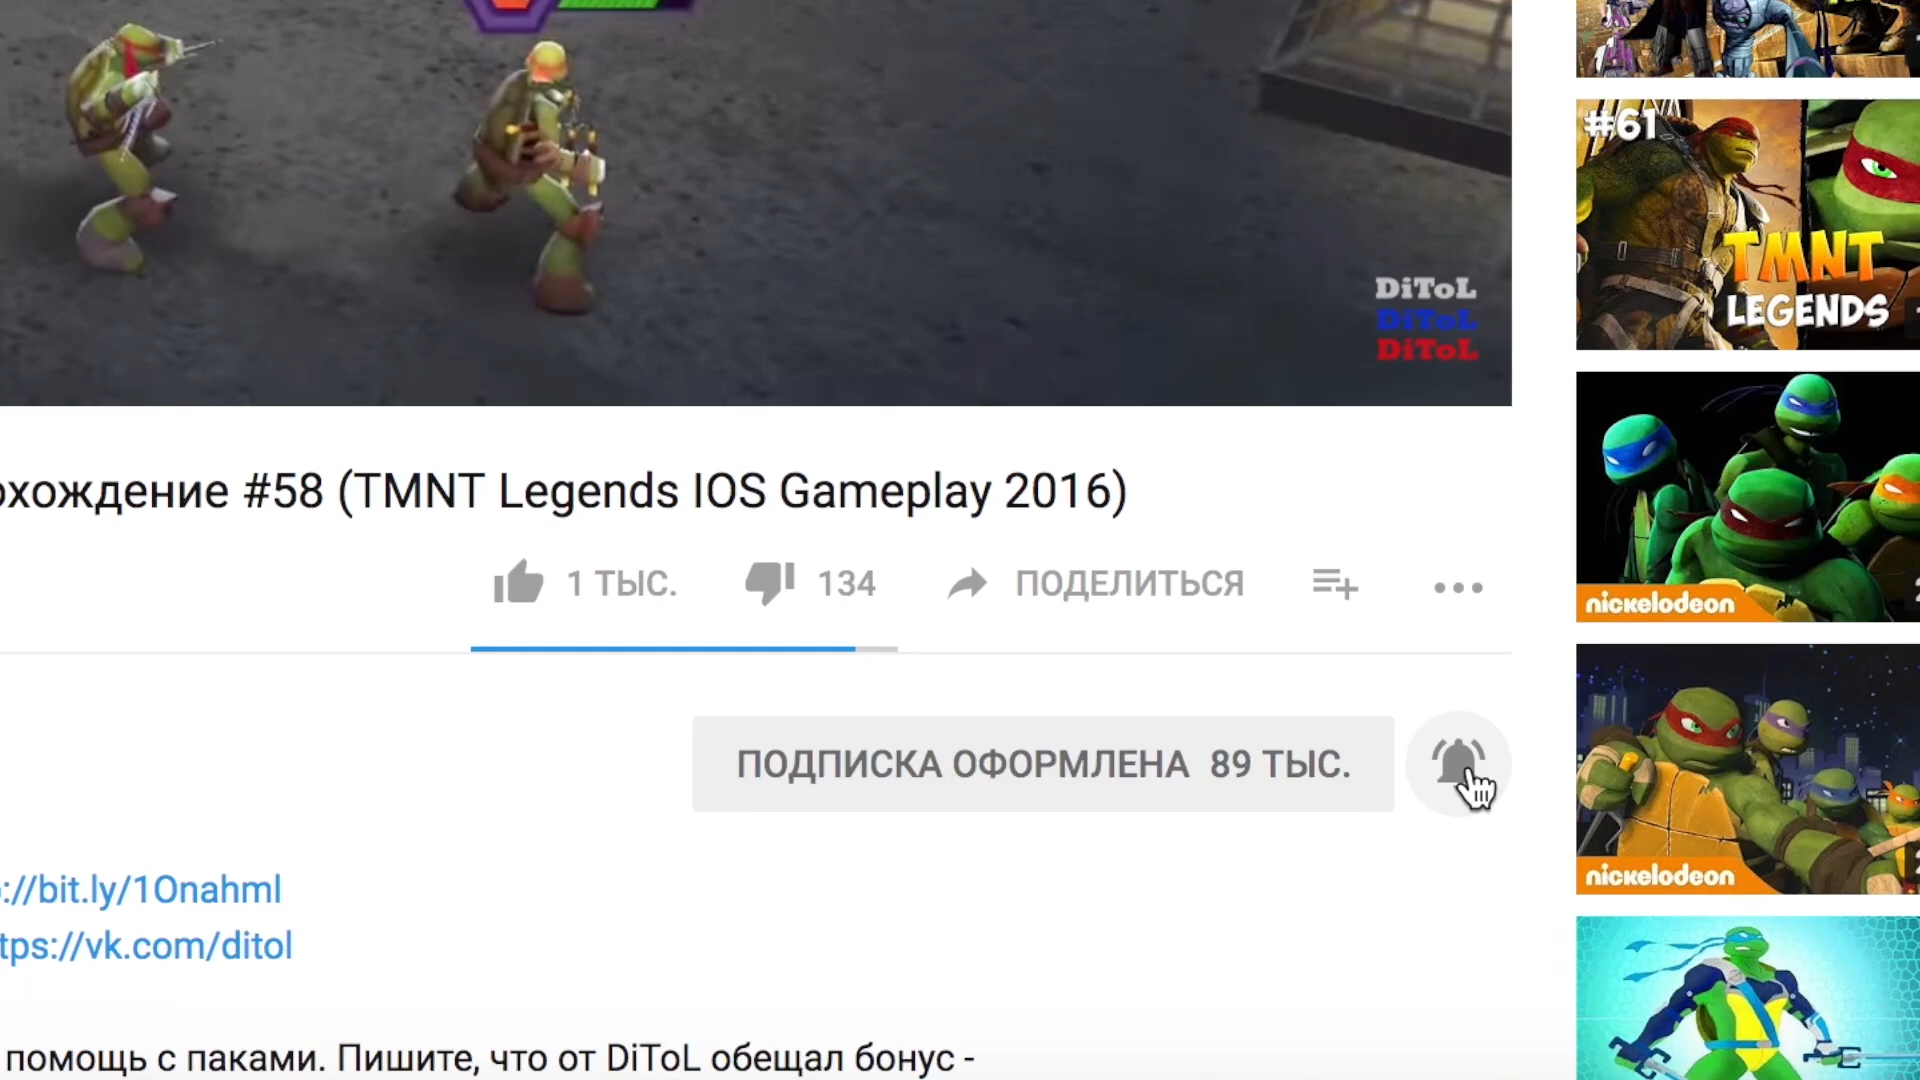 DiToL
DiToL
DiToL
охождение #58 (TMNT Legends IOS Gameplay 2016)
1 ТЫС.
134
ПОДЕЛИТЬСЯ
ПОДПИСКА ОФОРМЛЕНА 89 ТЫС.
://bit.ly/1Onahml
tps://vk.com/ditol
помощь с паками. Пишите, что от DiToL обещал бонус -
#61
TMNT
LEGENDS
nickelodeon
nickelodeon